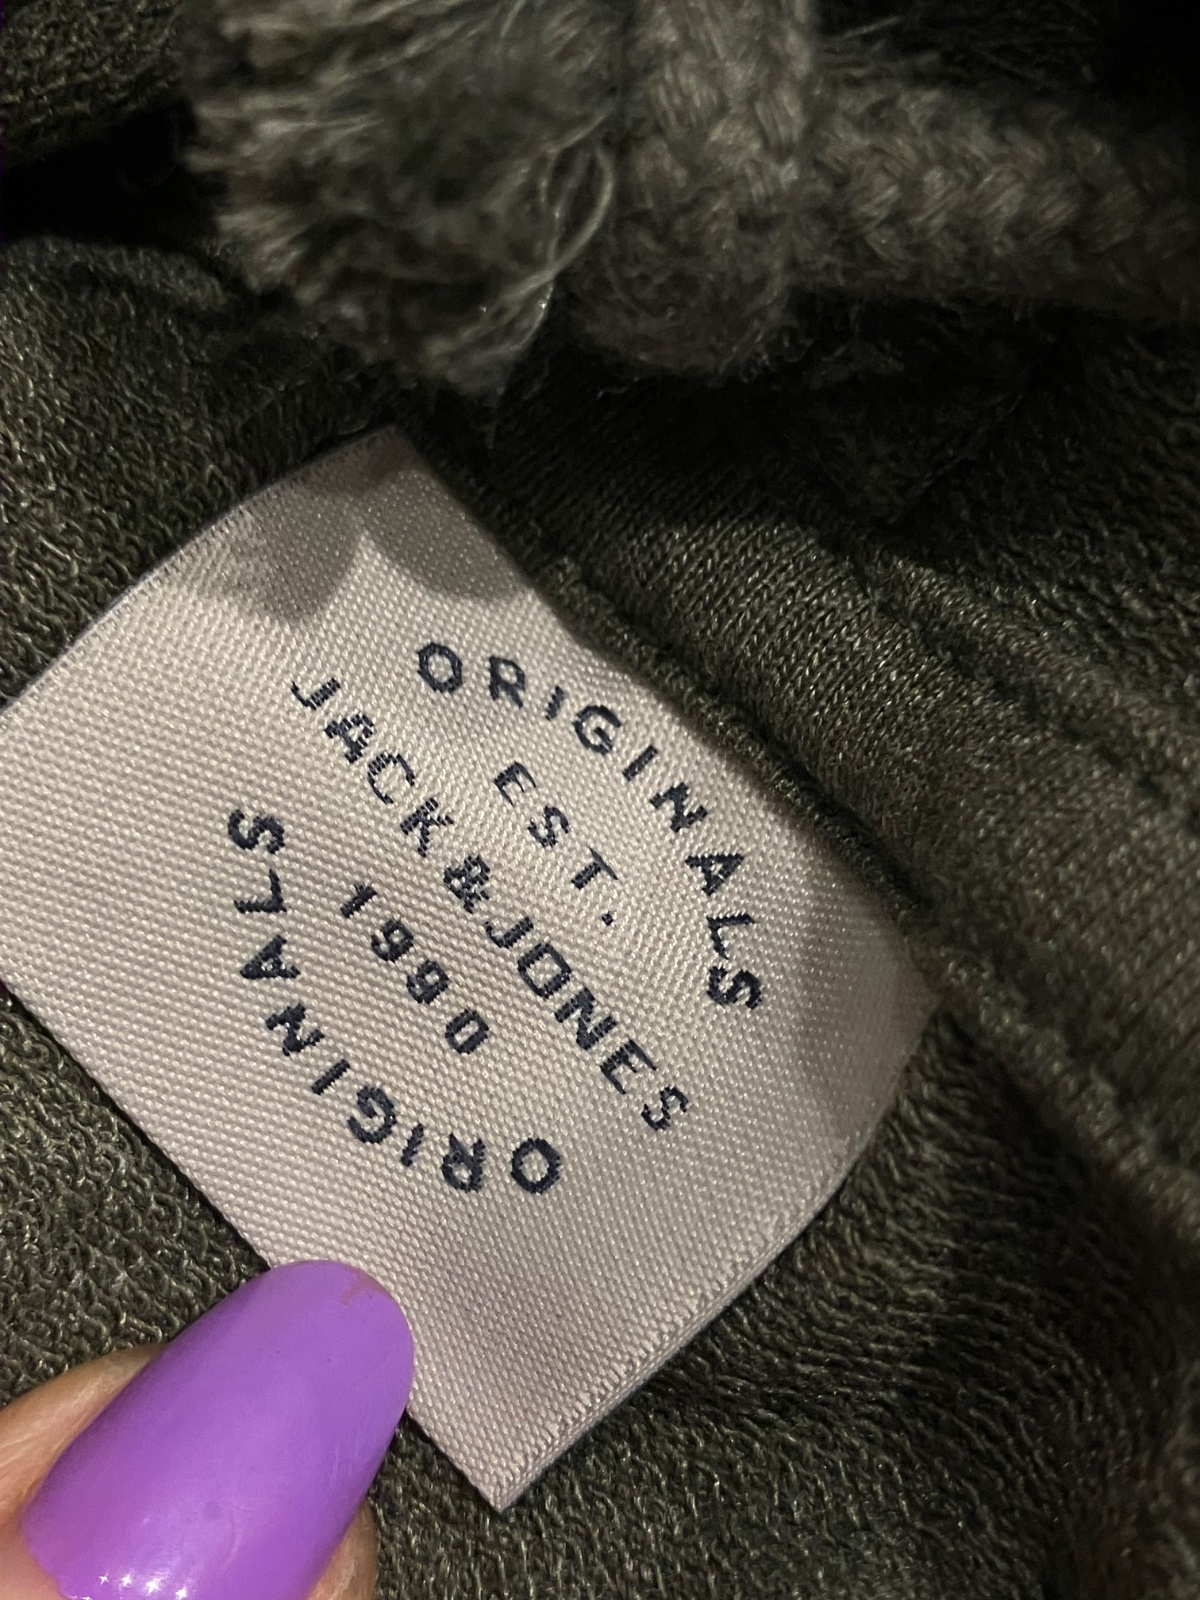 ORIGINALS
EST.
JACK & JONES
1990
ORIGINALS